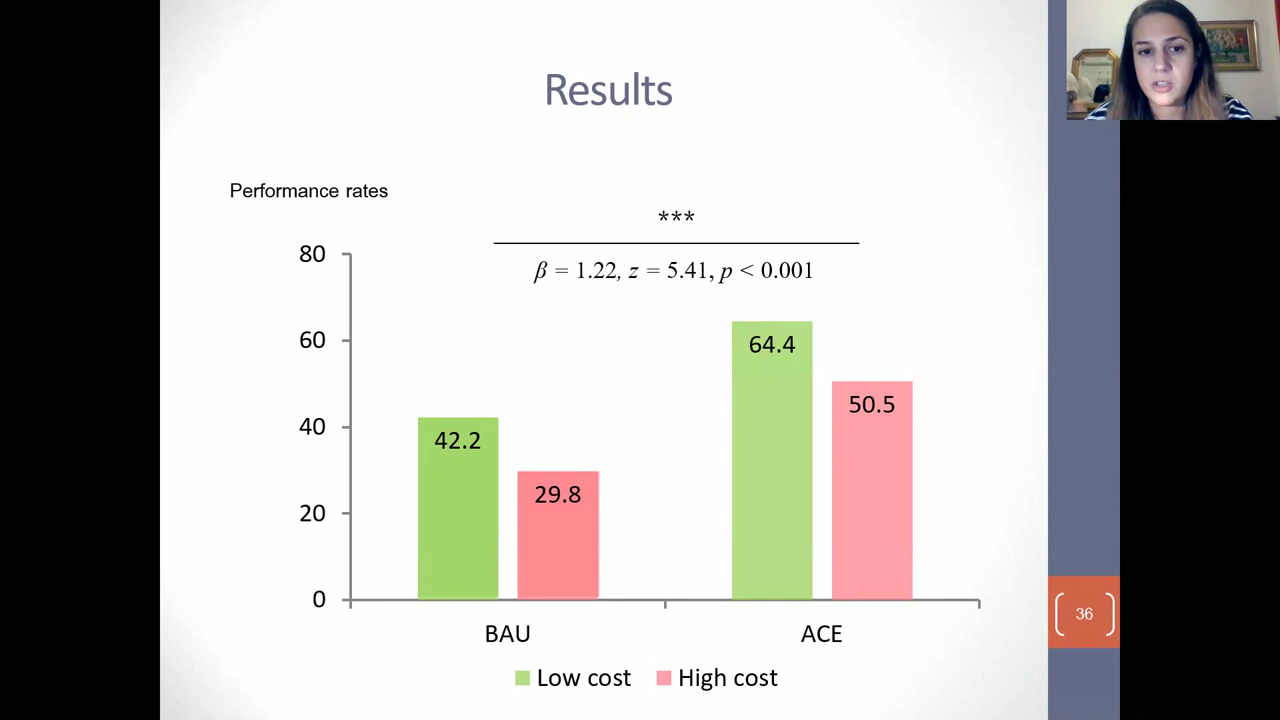 Results
Performance rates
***
β = 1.22, z = 5.41, p < 0.001
80
60
40
20
0
42.2
29.8
64.4
50.5
BAU
ACE
Low cost
High cost
36